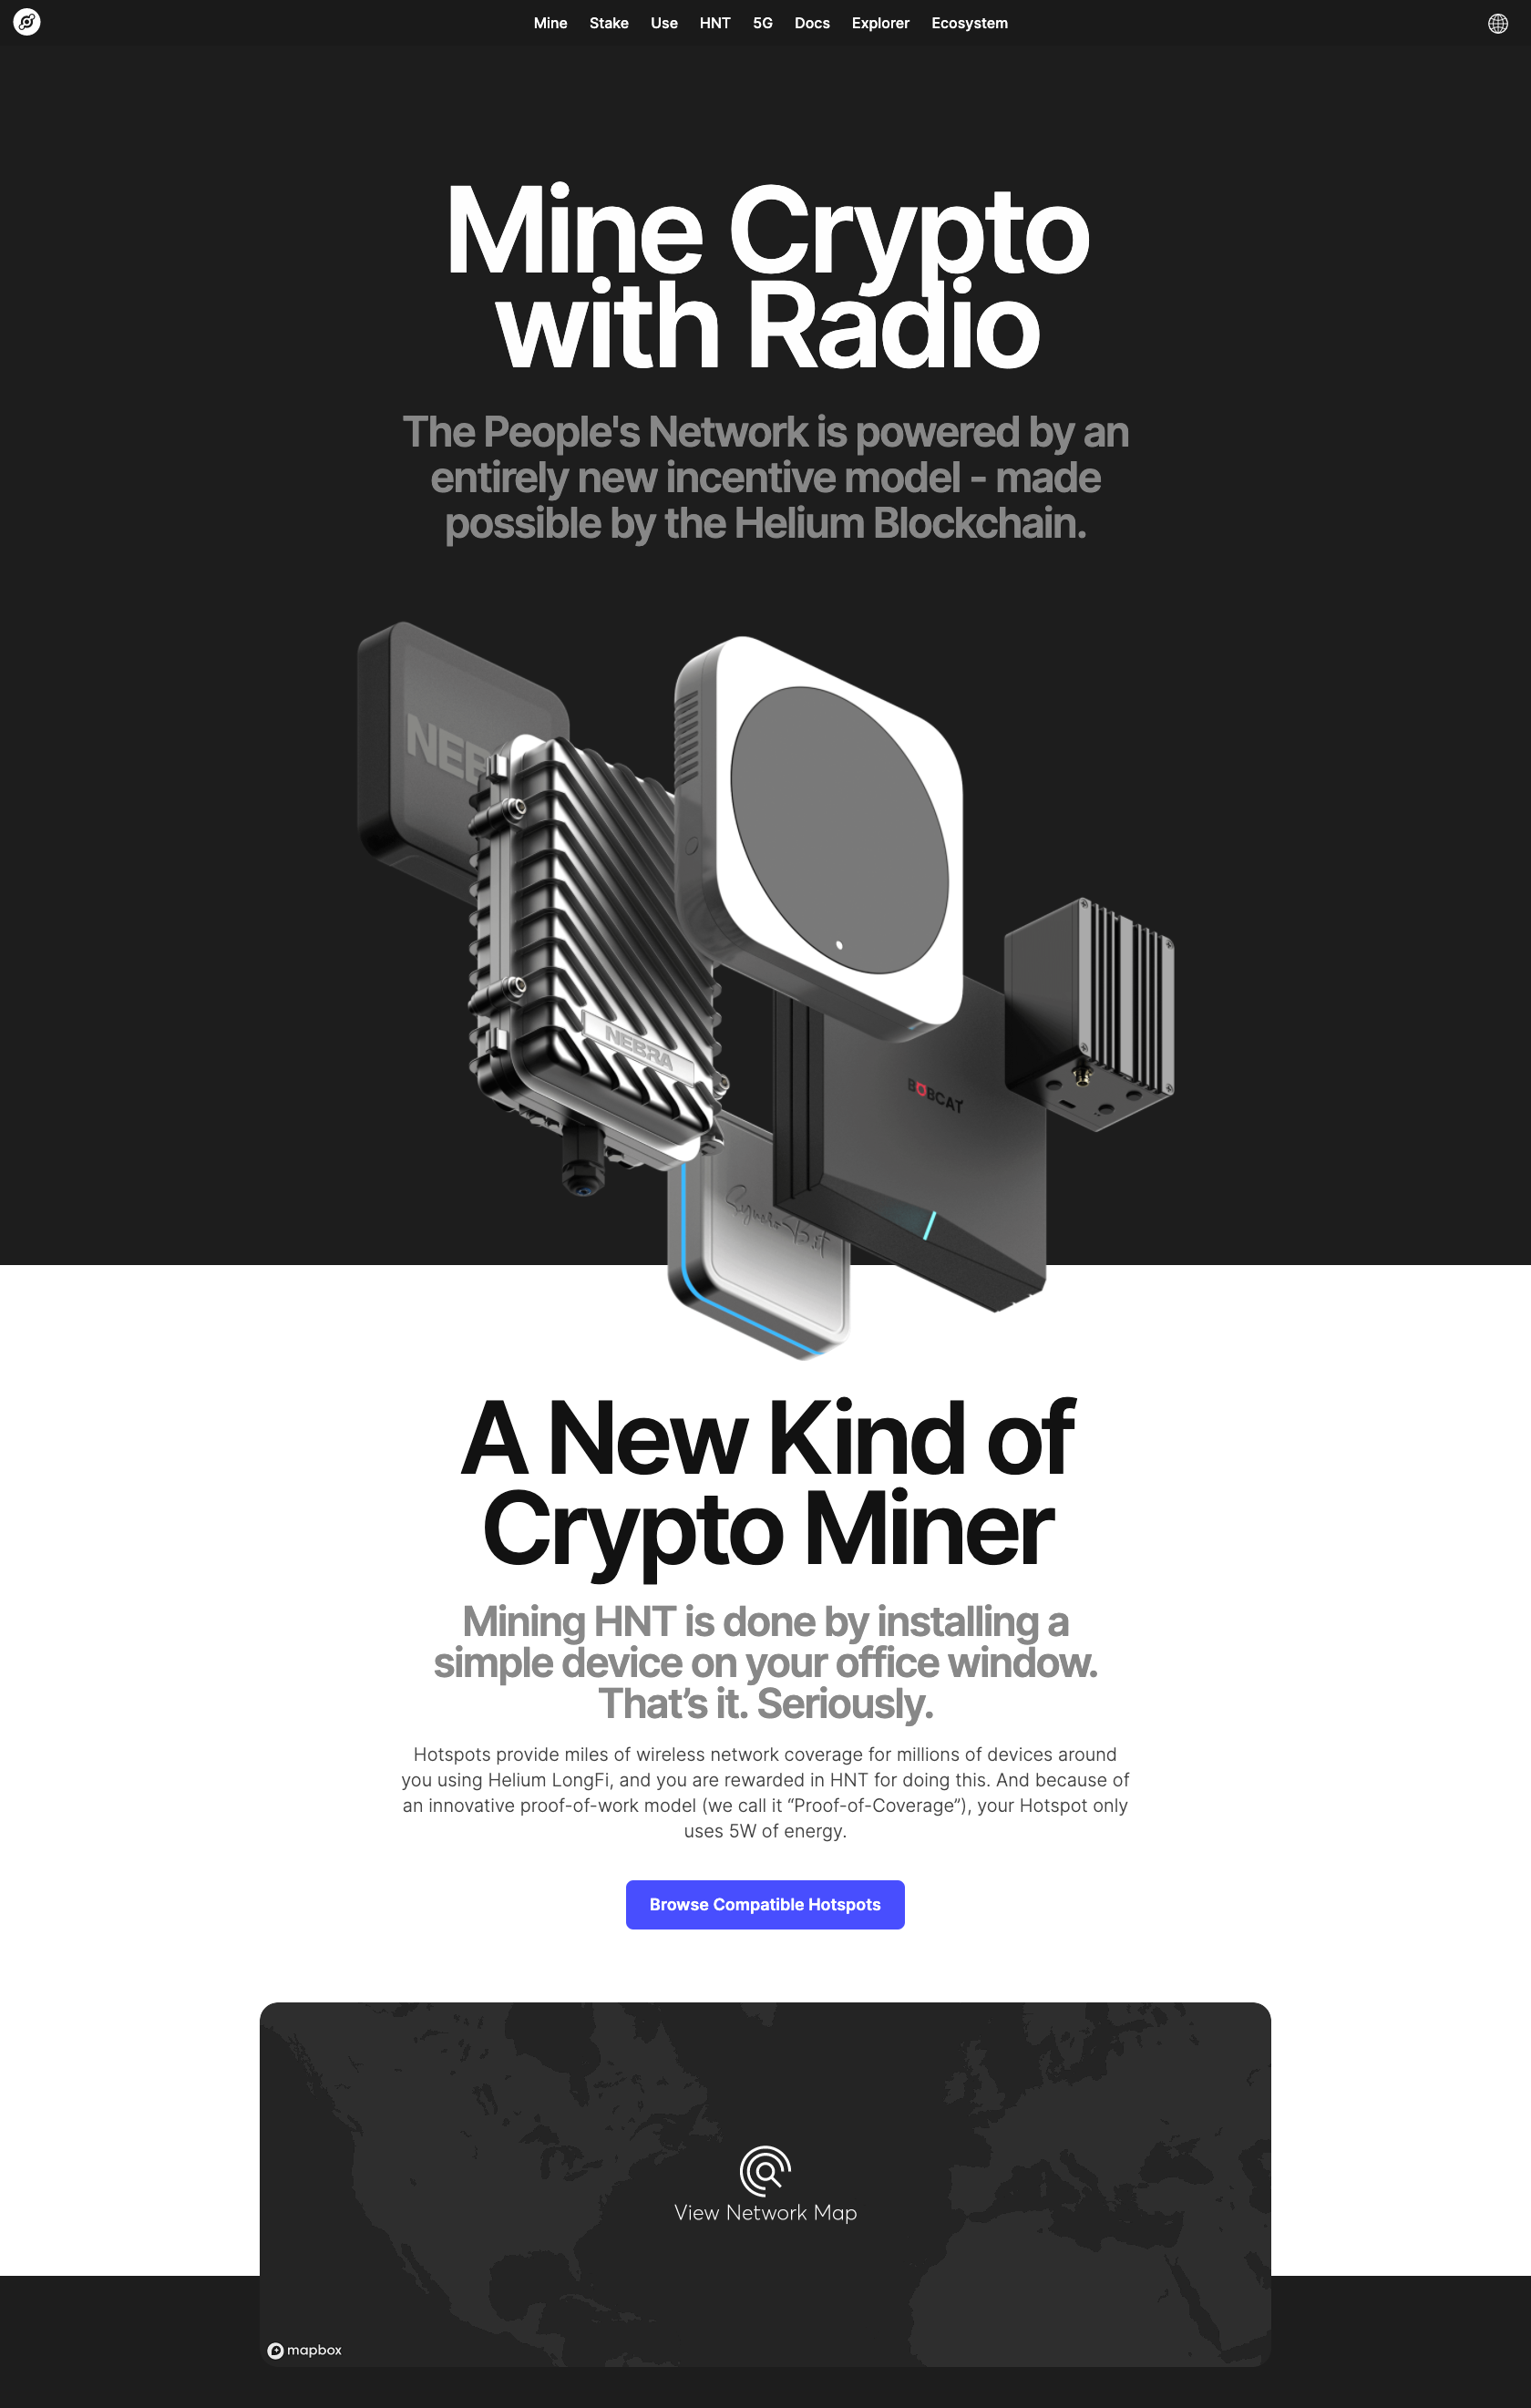 Mine Stake Use HNT 5G Docs Explorer Ecosystem
Mine Crypto
with Radio
The People's Network is powered by an
entirely new incentive model - made
possible by the Helium Blockchain.
NEBRA
BOBCAT
A New Kind of
Crypto Miner
Mining HNT is done by installing a
simple device on your office window.
That’s it. Seriously.
Hotspots provide miles of wireless network coverage for millions of devices around
you using Helium LongFi, and you are rewarded in HNT for doing this. And because of
an innovative proof-of-work model (we call it “Proof-of-Coverage”), your Hotspot only
uses 5W of energy.
Browse Compatible Hotspots
View Network Map
mapbox